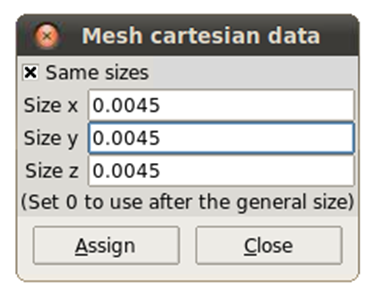 Mesh cartesian data
Same sizes
Size x 0.0045
Size y 0.0045
Size z 0.0045
(Set 0 to use after the general size)
Assign Close